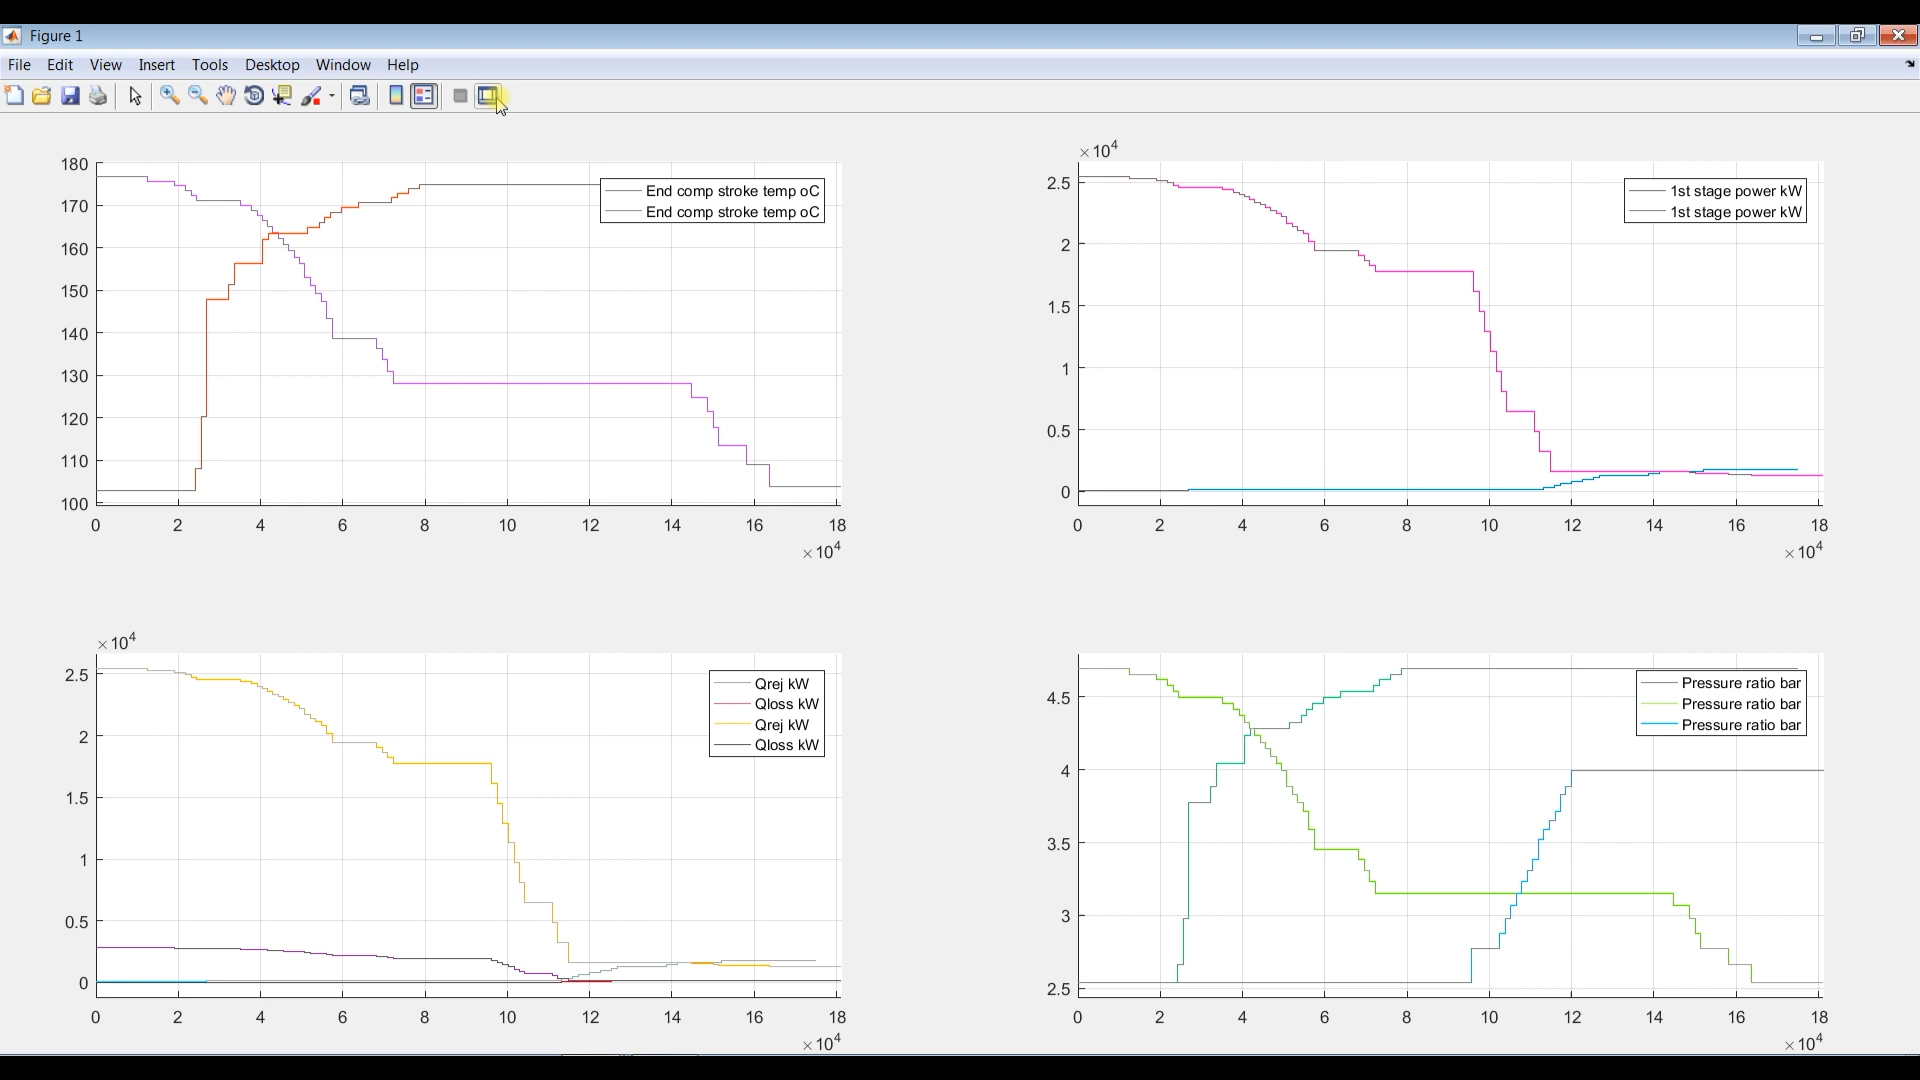 Figure 1
File Edit View Insert Tools Desktop Window Help
180
170
160
150
140
130
120
110
100
0 2 4 6 8 10 12 14 16 18
×10^4
End comp stroke temp oC
End comp stroke temp oC
×10^4
2.5
2
1.5
1
0.5
0
0 2 4 6 8 10 12 14 16 18
×10^4
1st stage power kW
1st stage power kW
×10^4
2.5
2
1.5
1
0.5
0
0 2 4 6 8 10 12 14 16 18
×10^4
Qrej kW
Qloss kW
Qrej kW
Qloss kW
4.5
4
3.5
3
2.5
0 2 4 6 8 10 12 14 16 18
×10^4
Pressure ratio bar
Pressure ratio bar
Pressure ratio bar